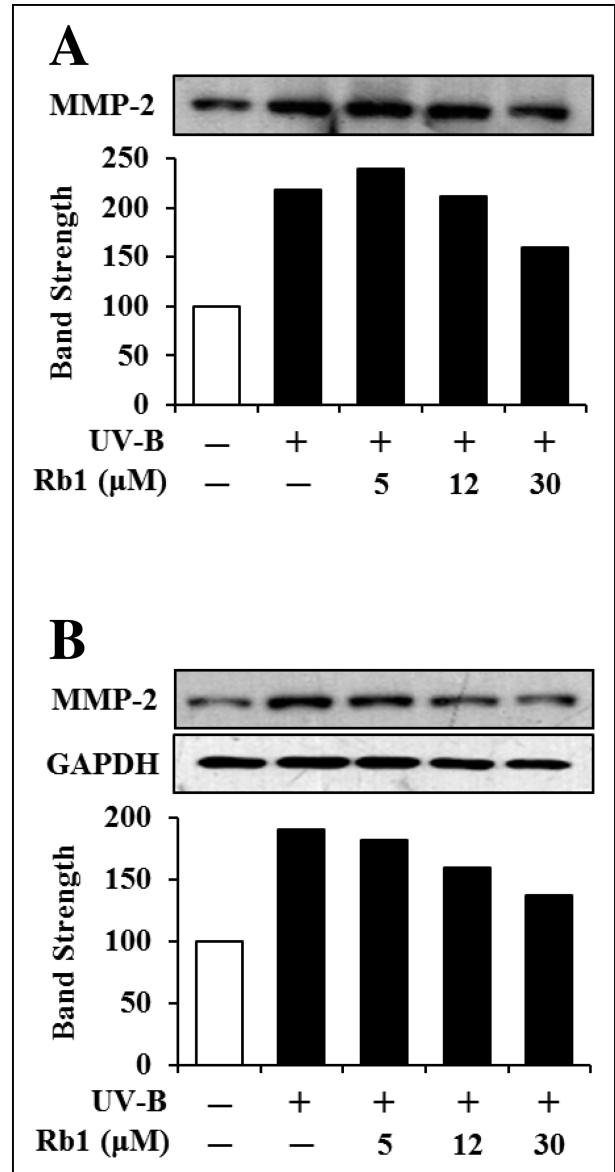 A
MMP-2
250
200
150
100
50
0
Band Strength
UV-B — + + + +
Rb1 (μM) — — 5 12 30
B
MMP-2
GAPDH
200
150
100
50
0
Band Strength
UV-B — + + + +
Rb1 (μM) — — 5 12 30